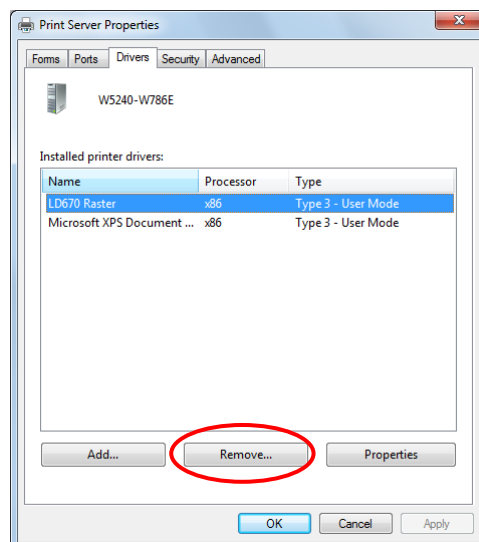 Print Server Properties
Forms Ports Drivers Security Advanced
W5240-W786E
Installed printer drivers:
Name Processor Type
LD670 Raster x86 Type 3 - User Mode
Microsoft XPS Document ... x86 Type 3 - User Mode
Add... Remove... Properties
OK Cancel Apply